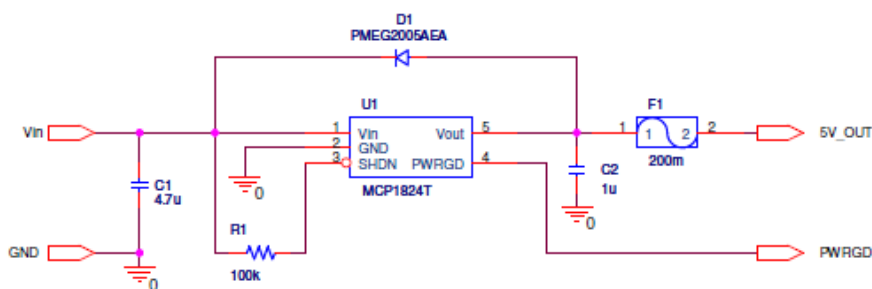 D1
PMEG2005AEA
U1
F1
Vin
1
Vin
Vout
5
1
1
2
2
5V_OUT
2
GND
3
SHDN
PWRGD
4
200m
C1
4.7u
0
MCP1824T
C2
1u
R1
0
GND
100k
PWRGD
0